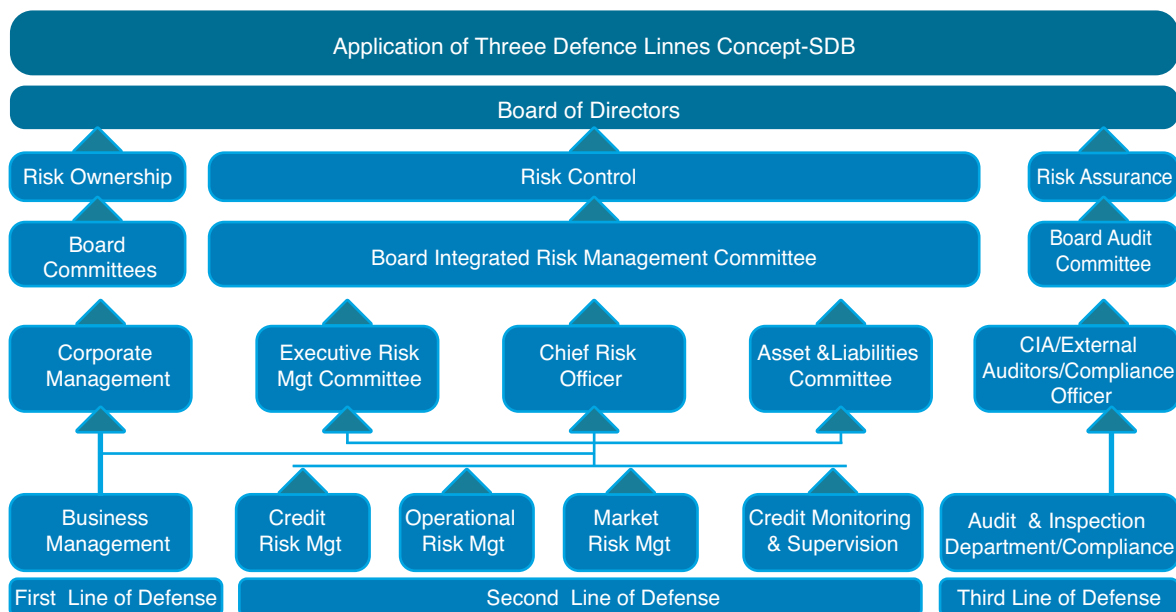 Application of Threee Defence Linnes Concept-SDB
Board of Directors
Risk Ownership
Risk Control
Risk Assurance
Board
Committees
Board Integrated Risk Management Committee
Board Audit
Committee
Corporate
Management
Executive Risk
Mgt Committee
Chief Risk
Officer
Asset &Liabilities
Committee
CIA/External
Auditors/Compliance
Officer
Business
Management
Credit
Risk Mgt
Operational
Risk Mgt
Market
Risk Mgt
Credit Monitoring
& Supervision
Audit & Inspection
Department/Compliance
First Line of Defense
Second Line of Defense
Third Line of Defense